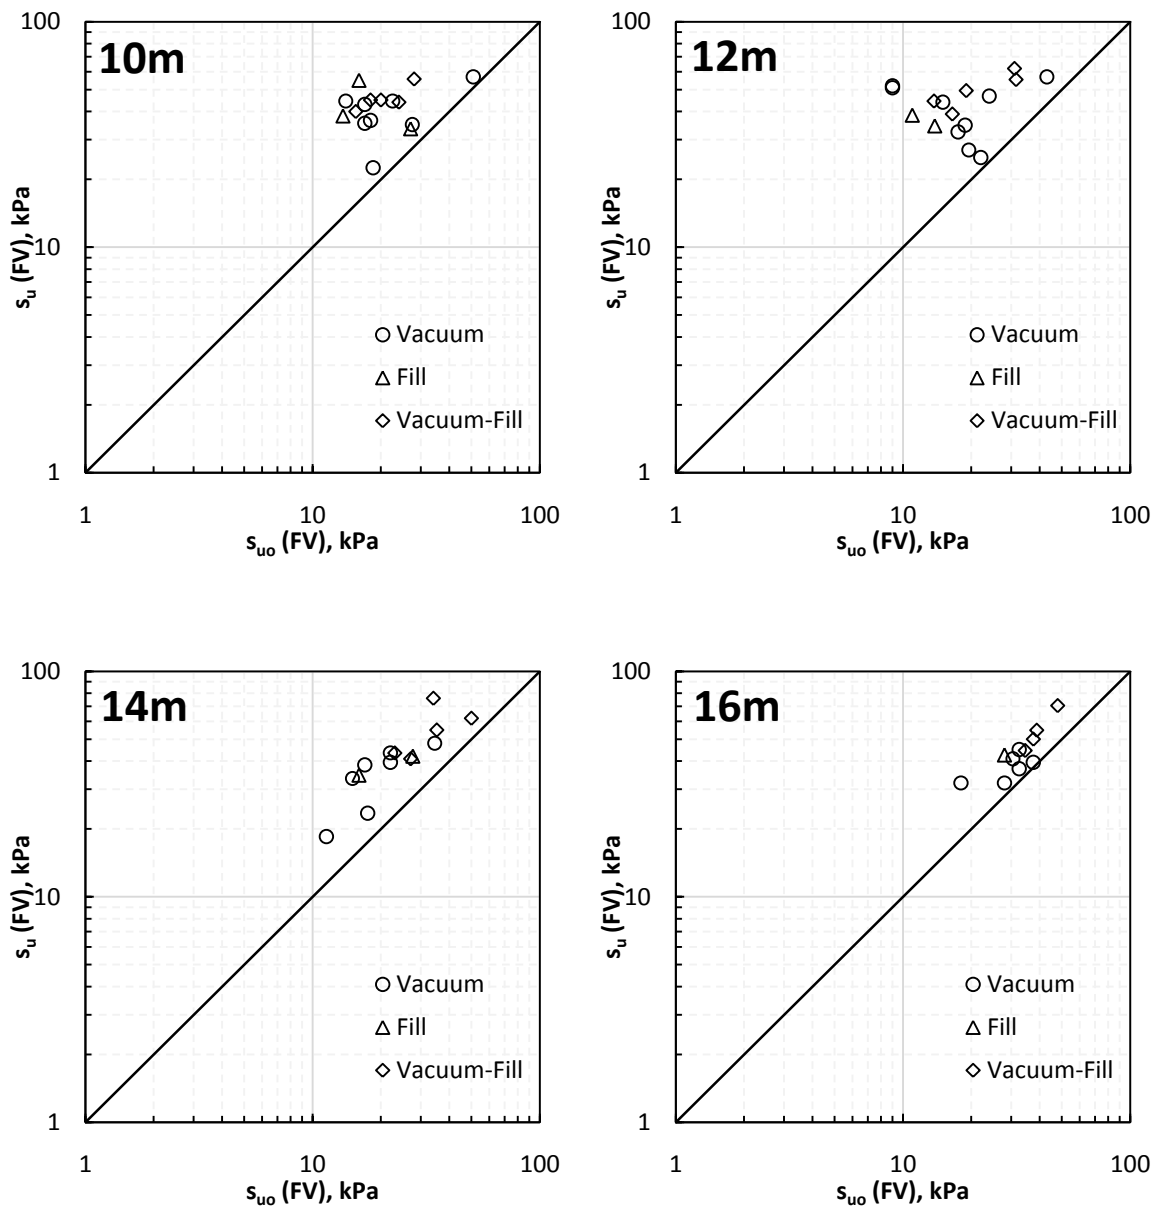 10m
100
10
1
1 10 100
s_u (FV), kPa
s_uo (FV), kPa
Vacuum
Fill
Vacuum-Fill
12m
100
10
1
1 10 100
s_u (FV), kPa
s_uo (FV), kPa
Vacuum
Fill
Vacuum-Fill
14m
100
10
1
1 10 100
s_u (FV), kPa
s_uo (FV), kPa
Vacuum
Fill
Vacuum-Fill
16m
100
10
1
1 10 100
s_u (FV), kPa
s_uo (FV), kPa
Vacuum
Fill
Vacuum-Fill